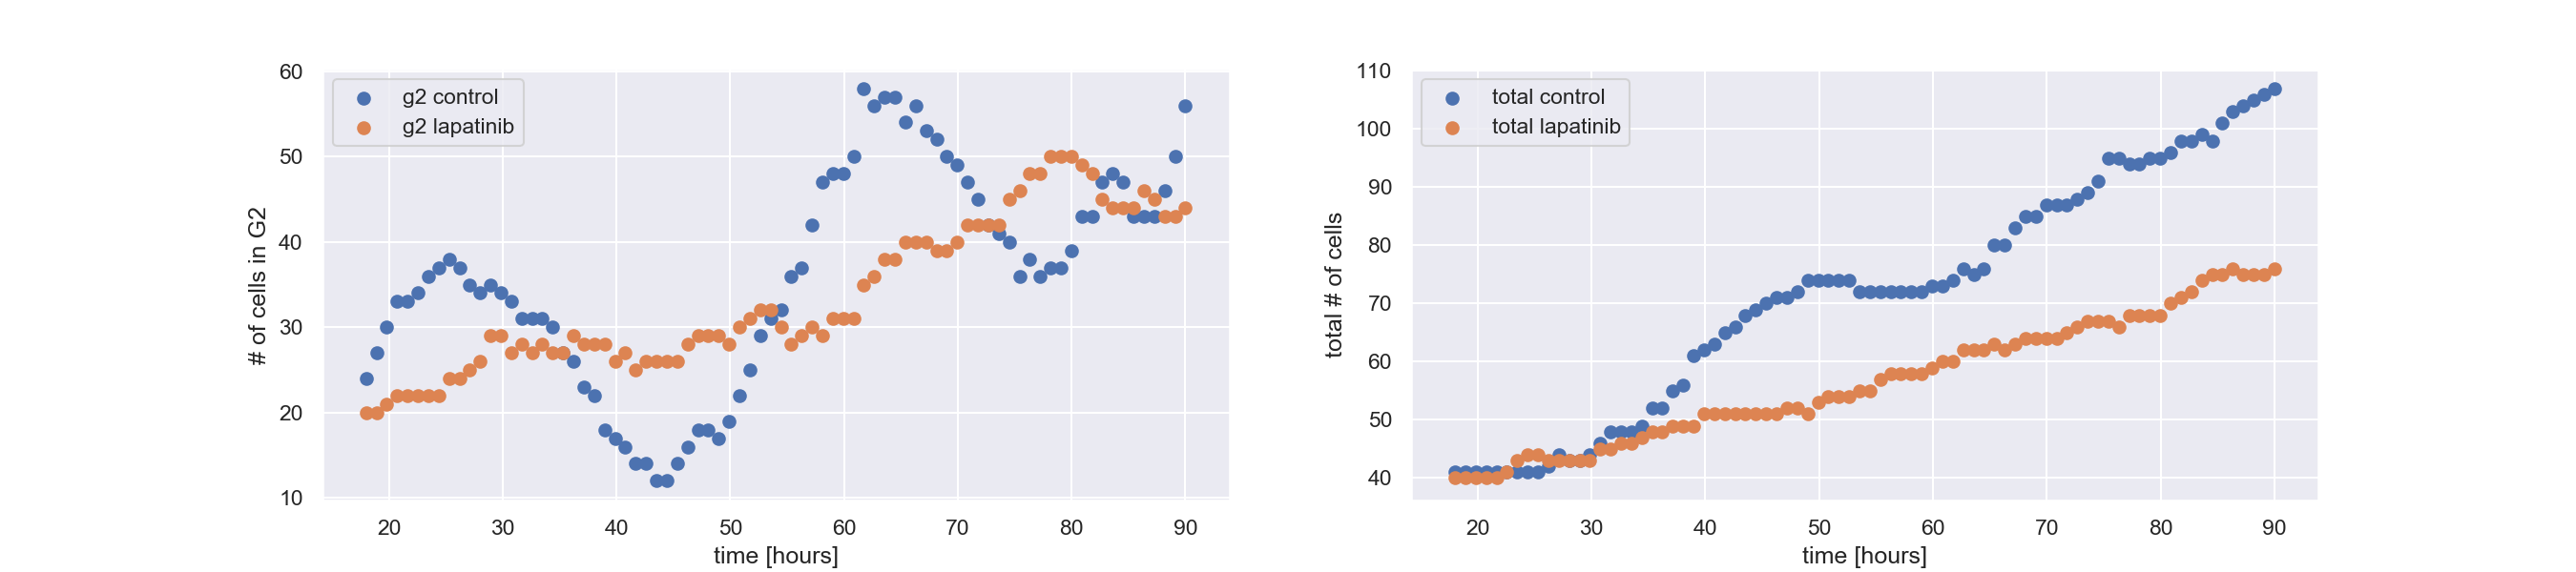 g2 control
g2 lapatinib
# of cells in G2
60
50
40
30
20
10
20 30 40 50 60 70 80 90
time [hours]
total control
total lapatinib
total # of cells
110
100
90
80
70
60
50
40
20 30 40 50 60 70 80 90
time [hours]